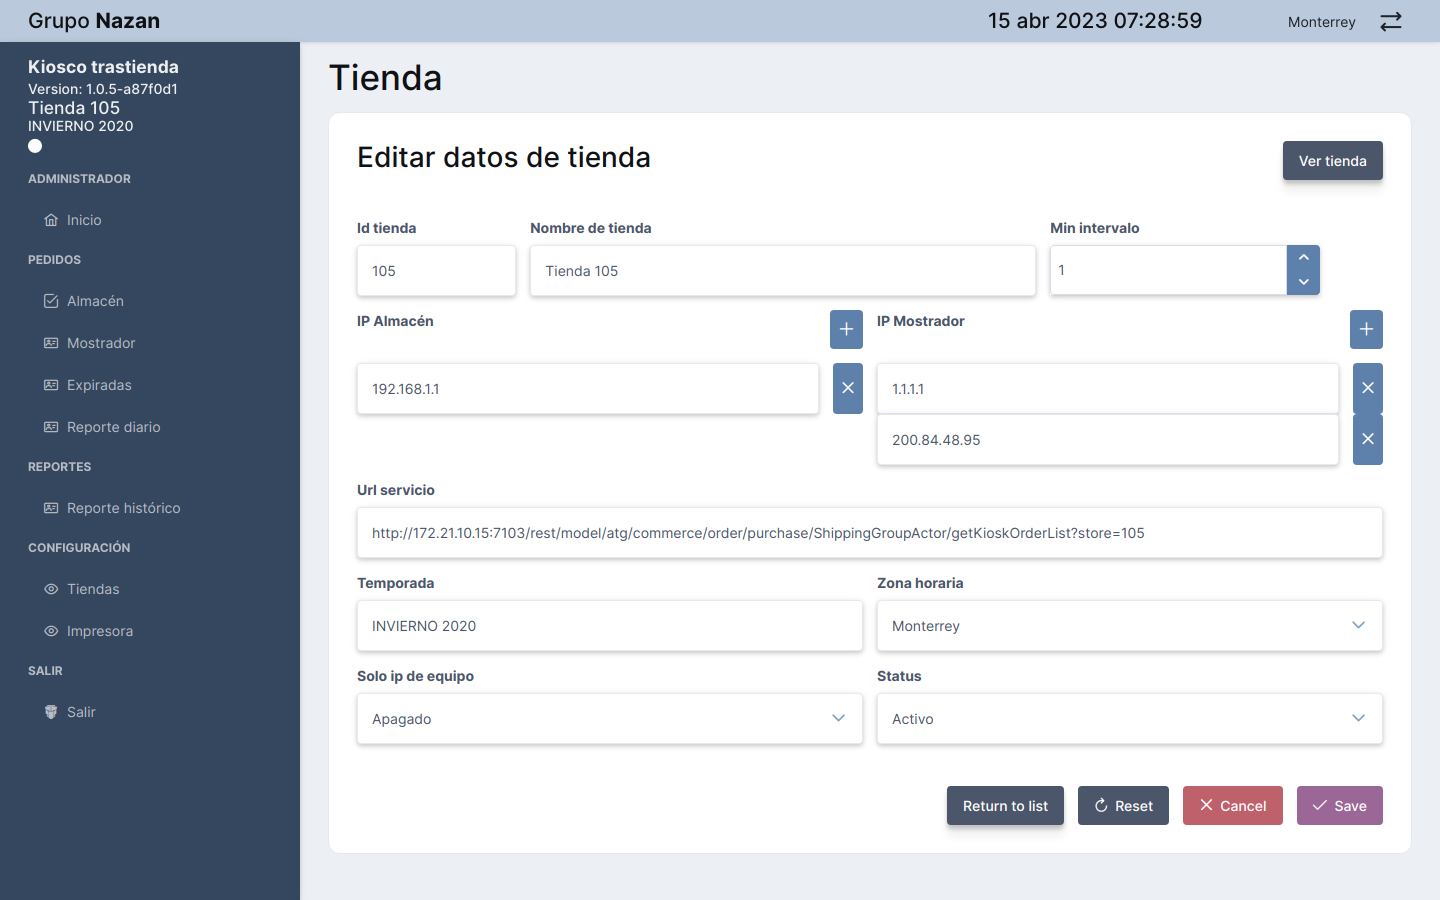 Grupo Nazan
15 abr 2023 07:28:59
Monterrey
Kiosco trastienda
Version: 1.0.5-a87f0d1
Tienda 105
INVIERNO 2020
ADMINISTRADOR
Inicio
PEDIDOS
Almacén
Mostrador
Expiradas
Reporte diario
REPORTES
Reporte histórico
CONFIGURACIÓN
Tiendas
Impresora
SALIR
Salir
Tienda
Editar datos de tienda
Ver tienda
Id tienda
Nombre de tienda
Min intervalo
105
Tienda 105
1
IP Almacén
IP Mostrador
192.168.1.1
1.1.1.1
200.84.48.95
Url servicio
http://172.21.10.15:7103/rest/model/atg/commerce/order/purchase/ShippingGroupActor/getKioskOrderList?store=105
Temporada
Zona horaria
INVIERNO 2020
Monterrey
Solo ip de equipo
Status
Apagado
Activo
Return to list
Reset
Cancel
Save